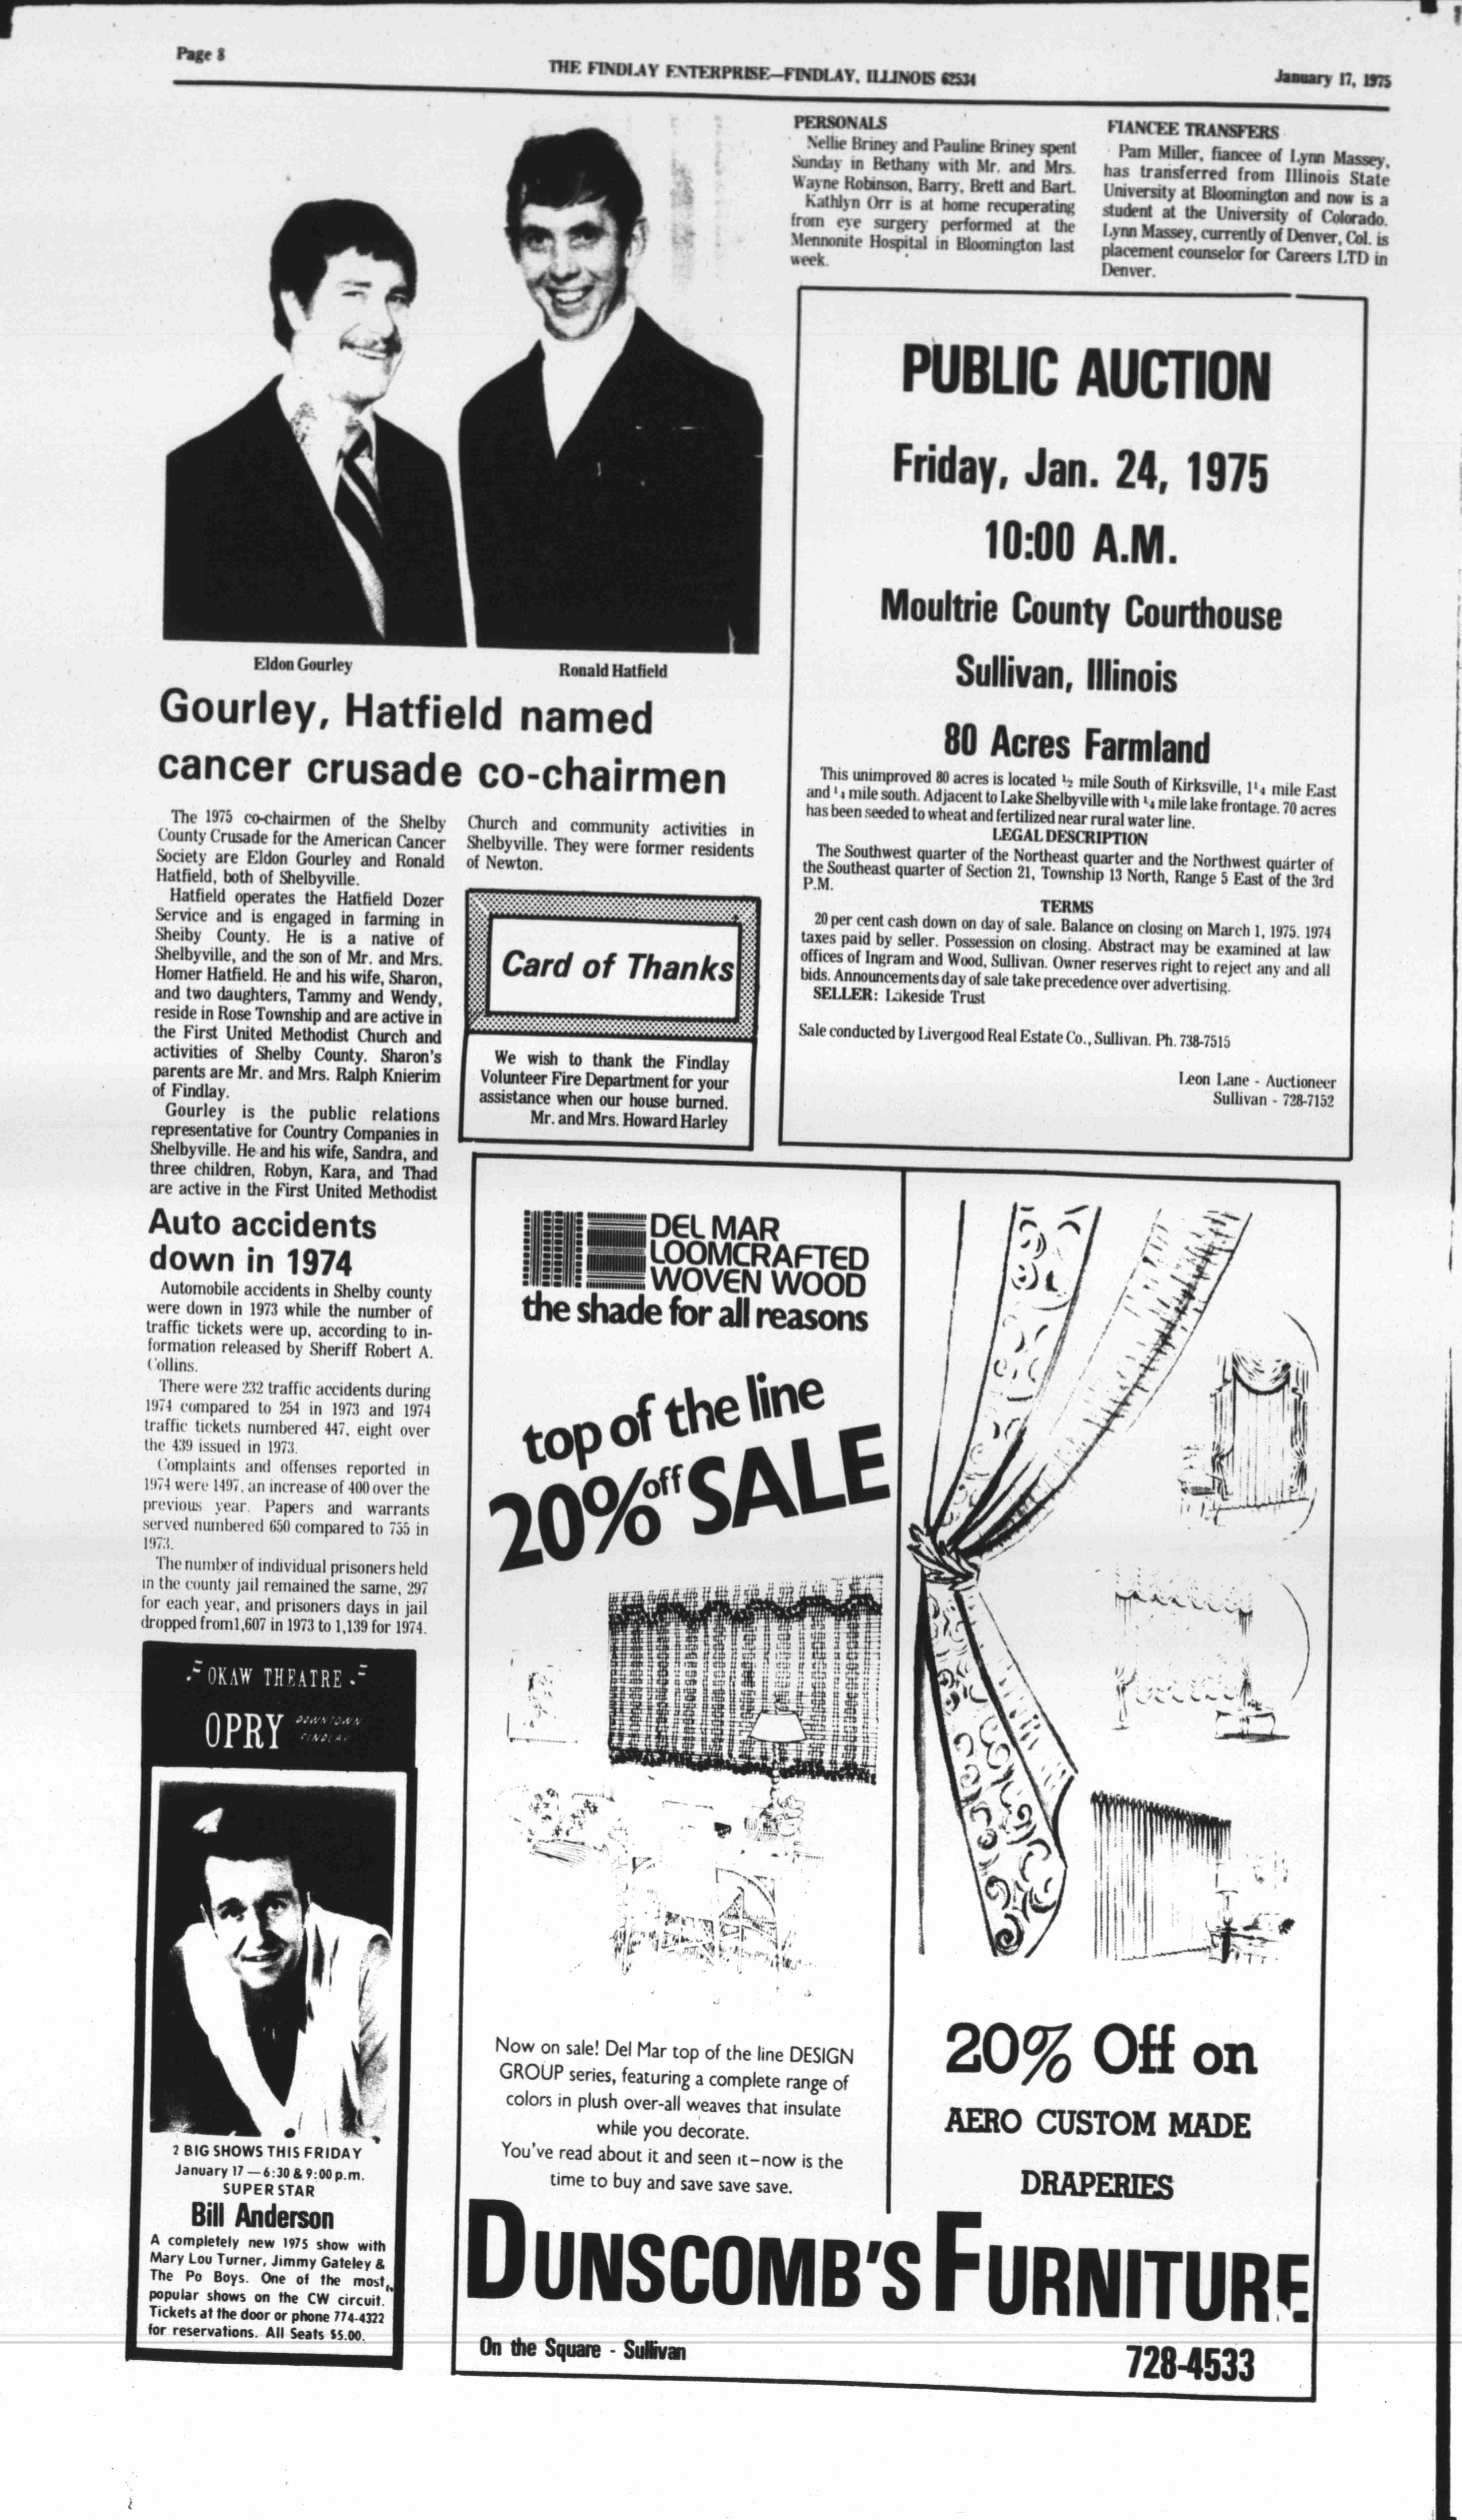 Page 8
THE FINDLAY ENTERPRISE—FINDLAY, ILLINOIS 62534
January 17, 1975
Eldon Gourley
Ronald Hatfield
Gourley, Hatfield named
cancer crusade co-chairmen
The 1975 co-chairmen of the Shelby
County Crusade for the American Cancer
Society are Eldon Gourley and Ronald
Hatfield, both of Shelbyville.
Hatfield operates the Hatfield Dozer
Service and is engaged in farming in
Shelby County. He is a native of
Shelbyville, and the son of Mr. and Mrs.
Homer Hatfield. He and his wife, Sharon,
and two daughters, Tammy and Wendy,
reside in Rose Township and are active in
the First United Methodist Church and
activities of Shelby County. Sharon's
parents are Mr. and Mrs. Ralph Knierim
of Findlay.
Gourley is the public relations
representative for Country Companies in
Shelbyville. He and his wife, Sandra, and
three children, Robyn, Kara, and Thad
are active in the First United Methodist
Church and community activities in
Shelbyville. They were former residents
of Newton.
Card of Thanks
We wish to thank the Findlay
Volunteer Fire Department for your
assistance when our house burned.
Mr. and Mrs. Howard Harley
Auto accidents
down in 1974
Automobile accidents in Shelby county
were down in 1973 while the number of
traffic tickets were up, according to in-
formation released by Sheriff Robert A.
Collins.
There were 232 traffic accidents during
1974 compared to 254 in 1973 and 1974
traffic tickets numbered 447, eight over
the 439 issued in 1973.
Complaints and offenses reported in
1974 were 1497, an increase of 400 over the
previous year. Papers and warrants
served numbered 650 compared to 755 in
1973.
The number of individual prisoners held
in the county jail remained the same, 297
for each year, and prisoners days in jail
dropped from1,607 in 1973 to 1,139 for 1974.
OKAW THEATRE
OPRY
DOWNTOWN
FINDLAY
2 BIG SHOWS THIS FRIDAY
January 17 — 6:30 & 9:00 p.m.
SUPER STAR
Bill Anderson
A completely new 1975 show with
Mary Lou Turner, Jimmy Gateley &
The Po Boys. One of the most
popular shows on the CW circuit.
Tickets at the door or phone 774-4322
for reservations. All Seats $5.00.
PERSONALS
Nellie Briney and Pauline Briney spent
Sunday in Bethany with Mr. and Mrs.
Wayne Robinson, Barry, Brett and Bart.
Kathlyn Orr is at home recuperating
from eye surgery performed at the
Mennonite Hospital in Bloomington last
week.
FIANCEE TRANSFERS
Pam Miller, fiancee of Lynn Massey,
has transferred from Illinois State
University at Bloomington and now is a
student at the University of Colorado.
Lynn Massey, currently of Denver, Col. is
placement counselor for Careers LTD in
Denver.
PUBLIC AUCTION
Friday, Jan. 24, 1975
10:00 A.M.
Moultrie County Courthouse
Sullivan, Illinois
80 Acres Farmland
This unimproved 80 acres is located ½ mile South of Kirksville, 1¼ mile East
and ¼ mile south. Adjacent to Lake Shelbyville with ¼ mile lake frontage. 70 acres
has been seeded to wheat and fertilized near rural water line.
LEGAL DESCRIPTION
The Southwest quarter of the Northeast quarter and the Northwest quarter of
the Southeast quarter of Section 21, Township 13 North, Range 5 East of the 3rd
P.M.
TERMS
20 per cent cash down on day of sale. Balance on closing on March 1, 1975. 1974
taxes paid by seller. Possession on closing. Abstract may be examined at law
offices of Ingram and Wood, Sullivan. Owner reserves right to reject any and all
bids. Announcements day of sale take precedence over advertising.
SELLER: Lakeside Trust
Sale conducted by Livergood Real Estate Co., Sullivan. Ph. 738-7515
Leon Lane - Auctioneer
Sullivan - 728-7152
DEL MAR
LOOMCRAFTED
WOVEN WOOD
the shade for all reasons
top of the line
20% off SALE
Now on sale! Del Mar top of the line DESIGN
GROUP series, featuring a complete range of
colors in plush over-all weaves that insulate
while you decorate.
You've read about it and seen it—now is the
time to buy and save save save.
20% Off on
AERO CUSTOM MADE
DRAPERIES
DUNSCOMB'S FURNITURE
On the Square - Sullivan
728-4533